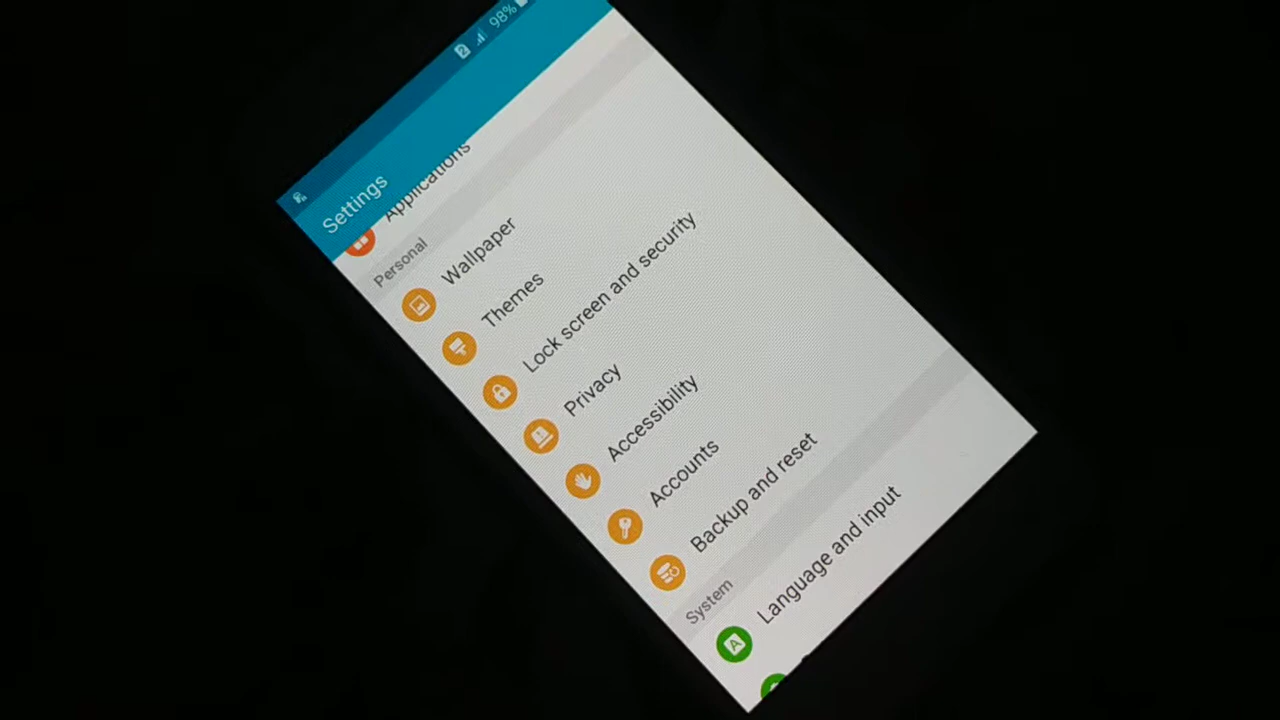 2 98%
Settings
Applications
Personal
Wallpaper
Themes
Lock screen and security
Privacy
Accessibility
Accounts
Backup and reset
System
Language and input
A